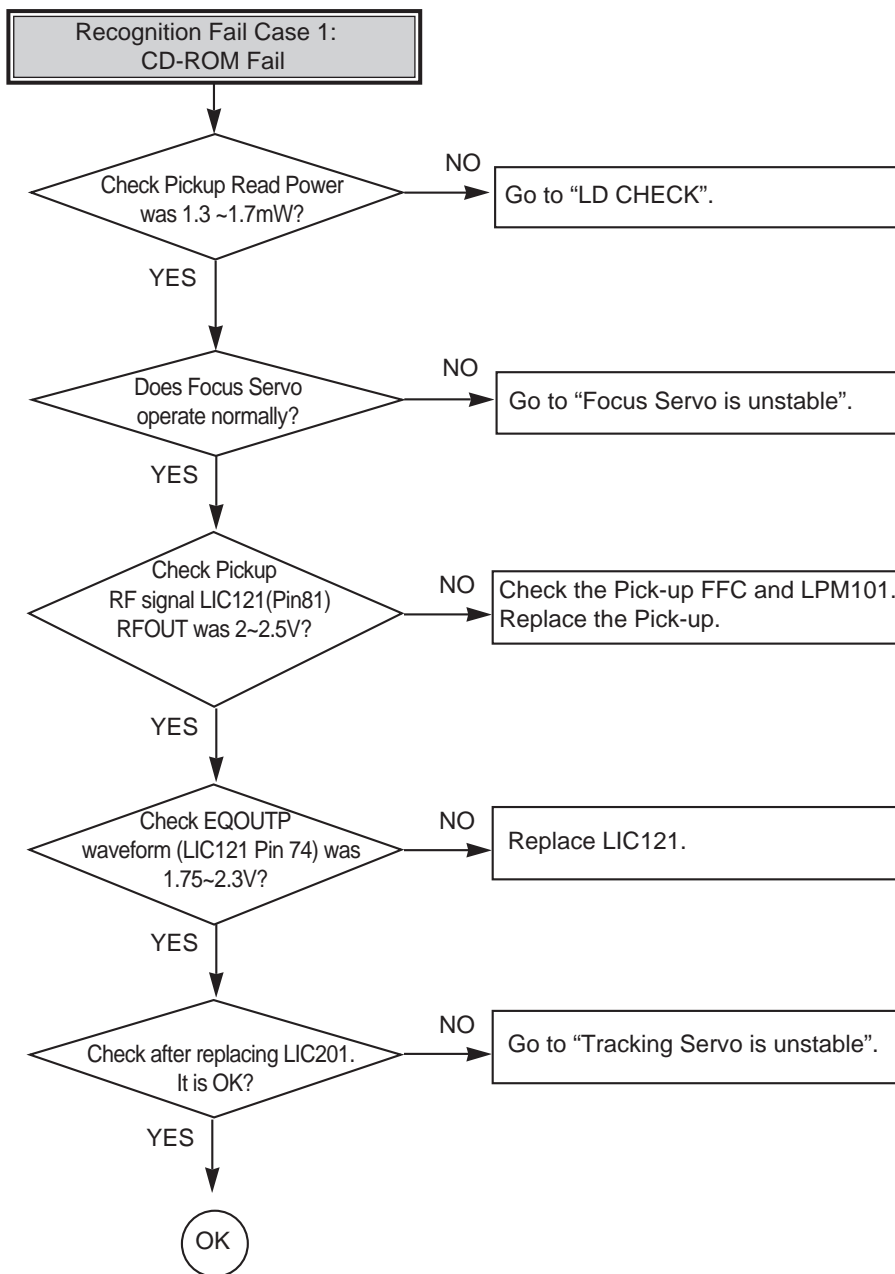 Recognition Fail Case 1:
CD-ROM Fail
Check Pickup Read Power
was 1.3 ~1.7mW?
NO
Go to “LD CHECK”.
YES
Does Focus Servo
operate normally?
NO
Go to “Focus Servo is unstable”.
YES
Check Pickup
RF signal LIC121(Pin81)
RFOUT was 2~2.5V?
NO
Check the Pick-up FFC and LPM101.
Replace the Pick-up.
YES
Check EQOUTP
waveform (LIC121 Pin 74) was
1.75~2.3V?
NO
Replace LIC121.
YES
Check after replacing LIC201.
It is OK?
NO
Go to “Tracking Servo is unstable”.
YES
OK